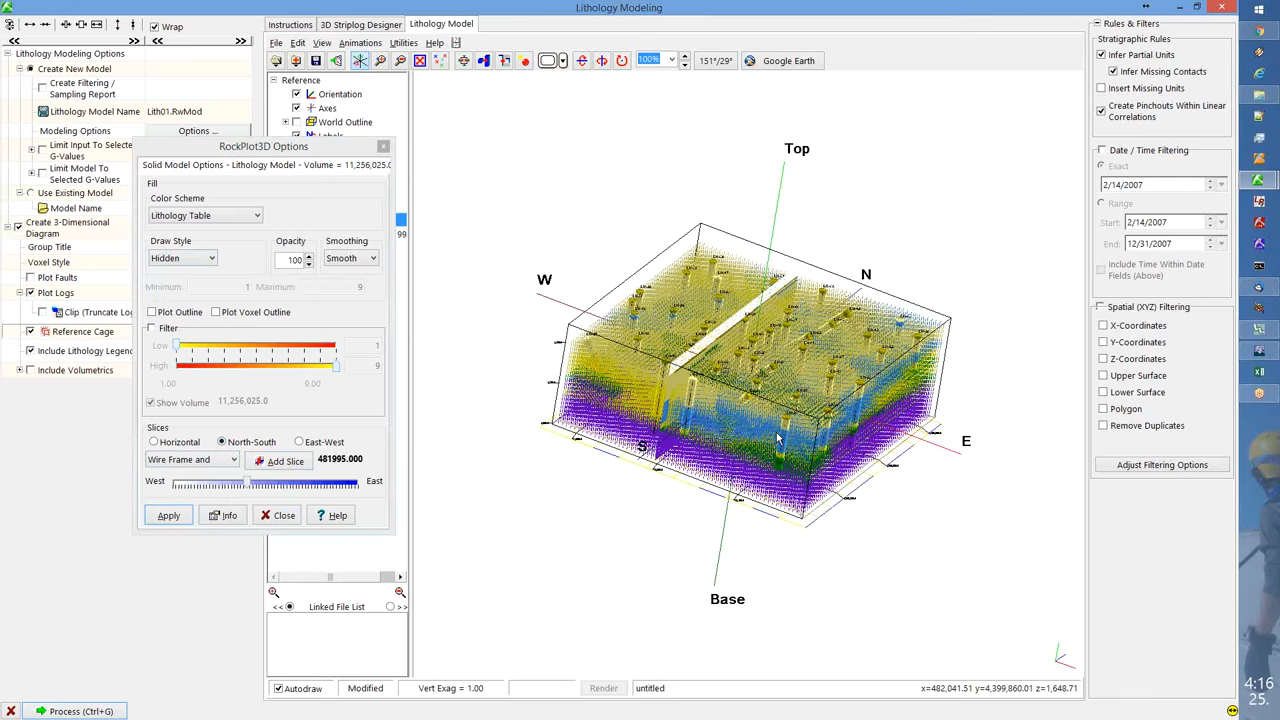 Lithology Modeling
Wrap
Instructions
3D Striplog Designer
Lithology Model
Rules & Filters
<<
>>
<<
>>
File
Edit
View
Animations
Utilities
Help
Stratigraphic Rules
Lithology Modeling Options
Infer Partial Units
Create New Model
100%
151°/29°
Google Earth
Infer Missing Contacts
Create Filtering /
Sampling Report
Reference
Insert Missing Units
Orientation
Create Pinchouts Within Linear
Correlations
Lithology Model Name
Lith01.RwMod
Axes
World Outline
Modeling Options
Options ...
Labels
Limit Input To Selecte
G-Values
RockPlot3D Options
Date / Time Filtering
Limit Model To
Selected G-Values
Solid Model Options - Lithology Model - Volume = 11,256,025.0
Exact
2/14/2007
Use Existing Model
Fill
Range
Model Name
Color Scheme
Start:
2/14/2007
Create 3-Dimensional
Diagram
Lithology Table
End:
12/31/2007
Group Title
99
Draw Style
Opacity
Smoothing
Include Time Within Date
Fields (Above)
Voxel Style
Hidden
100
Smooth
Plot Faults
Minimum:
1
Maximum:
9
Plot Logs
Spatial (XYZ) Filtering
Clip (Truncate Log
Plot Outline
Plot Voxel Outline
X-Coordinates
Reference Cage
Filter
Y-Coordinates
Include Lithology Legend
Low
1
Z-Coordinates
Include Volumetrics
High
9
Upper Surface
1.00
9.00
Lower Surface
Show Volume
11,256,025.0
Polygon
Slices
Remove Duplicates
Horizontal
North-South
East-West
Wire Frame and
Add Slice
481995.000
Adjust Filtering Options
West
East
Apply
Info
Close
Help
Top
N
W
S
E
Base
<<
Linked File List
>>
Autodraw
Modified
Vert Exag = 1.00
Render
untitled
x=482,041.51 y=4,399,860.01 z=1,648.71
Process (Ctrl+G)
4:16
25.